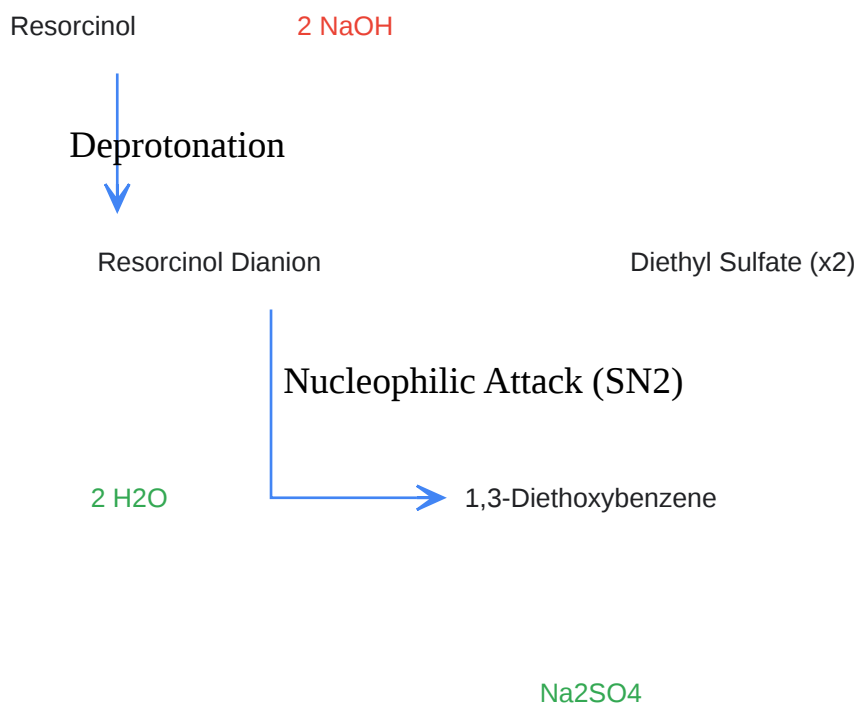 Resorcinol
2 NaOH
Deprotonation
Resorcinol Dianion
Diethyl Sulfate (x2)
Nucleophilic Attack (SN2)
2 H2O
1,3-Diethoxybenzene
Na2SO4